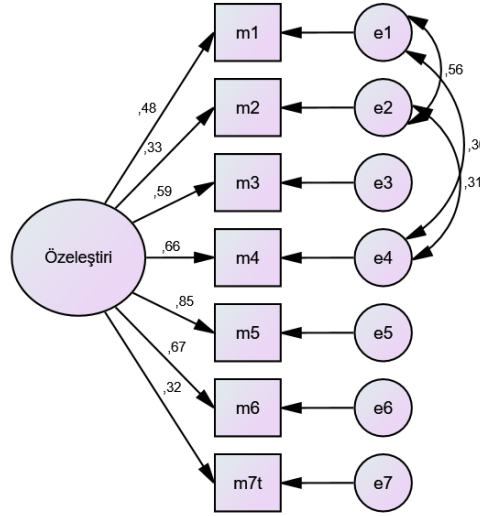 m1
e1
,56
,48
m2
e2
,33
,31
m3
e3
,59
Özeleştiri
m4
e4
,66
m5
e5
,85
m6
e6
,67
m7t
e7
,32